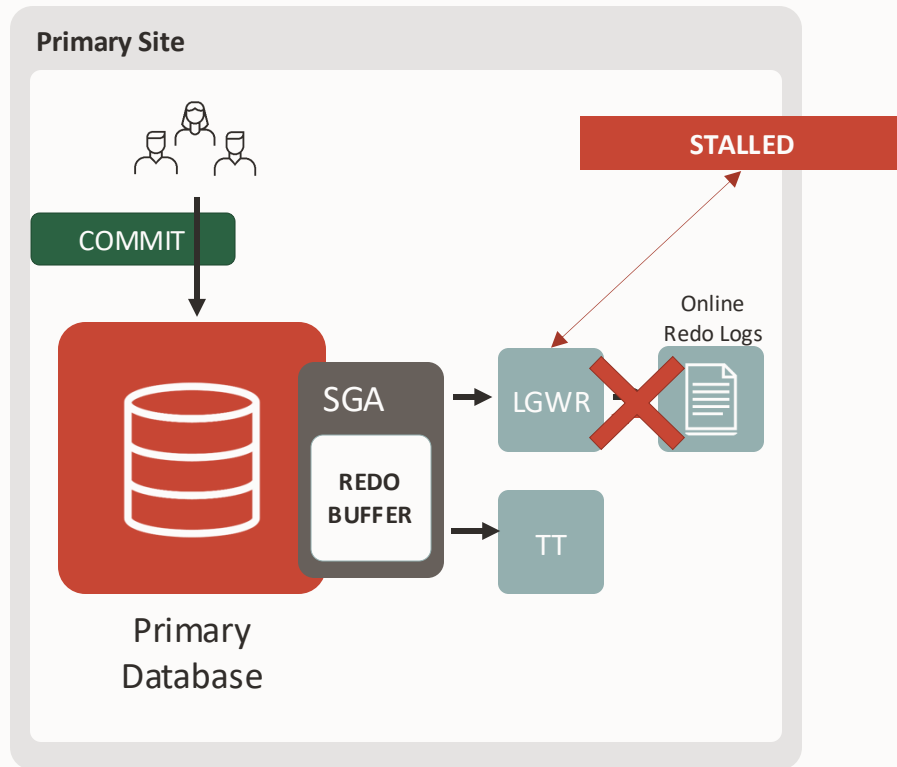 Primary Site
STALLED
COMMIT
Online
Redo Logs
SGA
LGWR
REDO
BUFFER
TT
Primary
Database